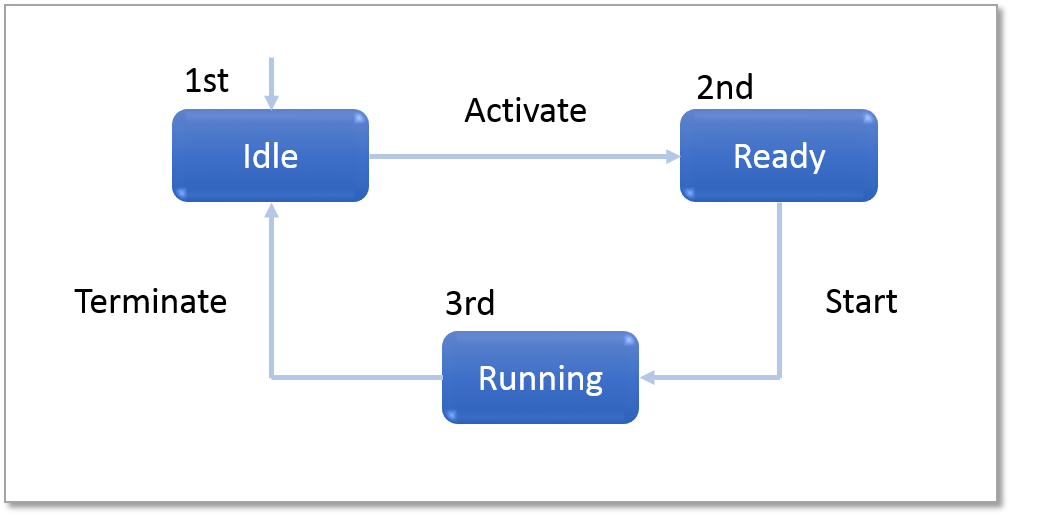 1st
Idle
Activate
2nd
Ready
Terminate
3rd
Running
Start